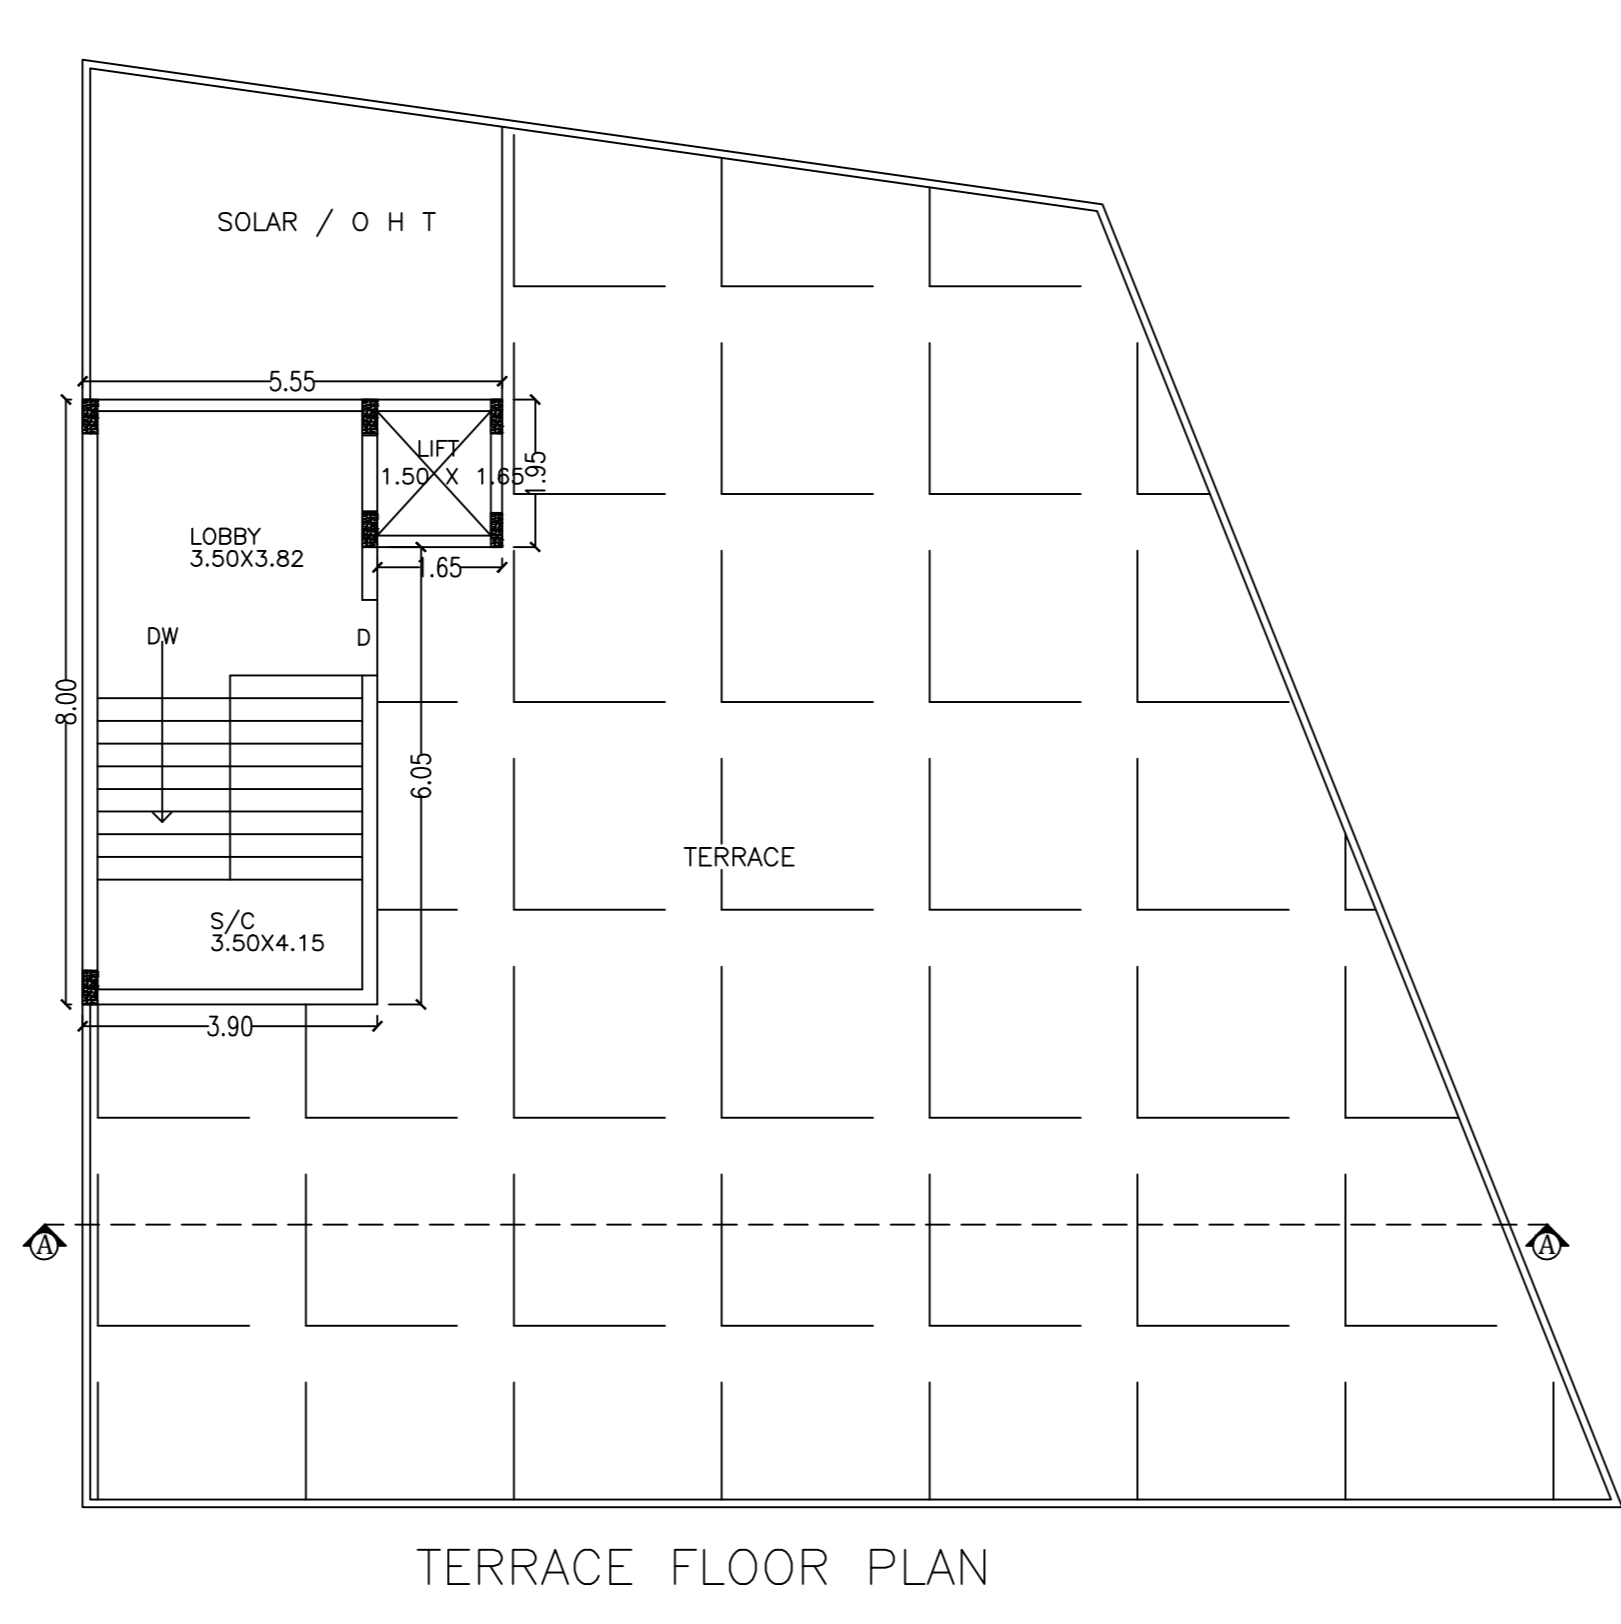 SOLAR / O H T
5.55
LIFT
1.50 X 1.65
1.95
LOBBY
3.50X3.82
1.65
DW
D
8.00
6.05
TERRACE
S/C
3.50X4.15
3.90
A
A
TERRACE FLOOR PLAN